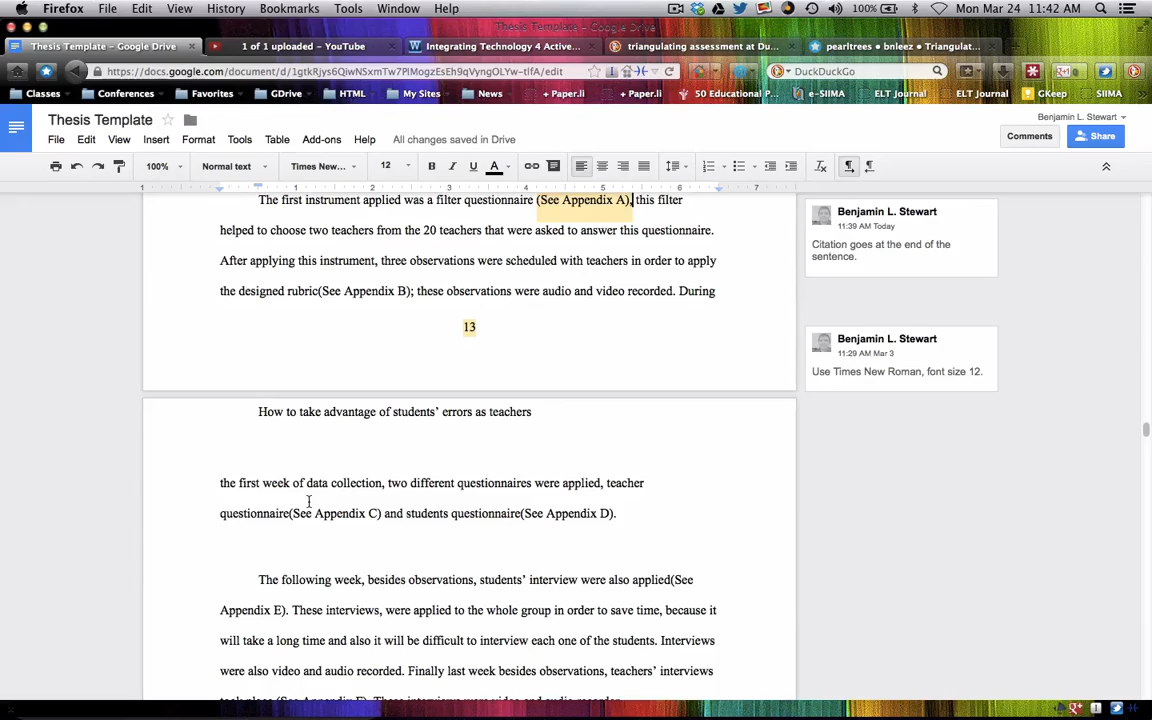 Firefox File Edit View History Bookmarks Tools Window Help 100% Mon Mar 24 11:42 AM
Thesis Template – Google Drive
Thesis Template – Google Drive 1 of 1 uploaded – YouTube Integrating Technology 4 Active... triangulating assessment at Du... pearltrees • bnleez • Triangulat...
DuckDuckGo
Classes Conferences Favorites GDrive HTML My Sites News + Paper.li + Paper.li 50 Educational P... e-SIIMA ELT Journal ELT Journal GKeep SIIMA
Thesis Template
Benjamin L. Stewart
File Edit View Insert Format Tools Table Add-ons Help All changes saved in Drive
Comments Share
100% Normal text Times New... 12 B I U A
1 1 2 3 4 5 6 7
The first instrument applied was a filter questionnaire (See Appendix A), this filter
helped to choose two teachers from the 20 teachers that were asked to answer this questionnaire.
After applying this instrument, three observations were scheduled with teachers in order to apply
the designed rubric(See Appendix B); these observations were audio and video recorded. During
13
Benjamin L. Stewart
11:39 AM Today
Citation goes at the end of the
sentence.
Benjamin L. Stewart
11:29 AM Mar 3
Use Times New Roman, font size 12.
How to take advantage of students’ errors as teachers
the first week of data collection, two different questionnaires were applied, teacher
questionnaire(See Appendix C) and students questionnaire(See Appendix D).
The following week, besides observations, students’ interview were also applied(See
Appendix E). These interviews, were applied to the whole group in order to save time, because it
will take a long time and also it will be difficult to interview each one of the students. Interviews
were also video and audio recorded. Finally last week besides observations, teachers’ interviews